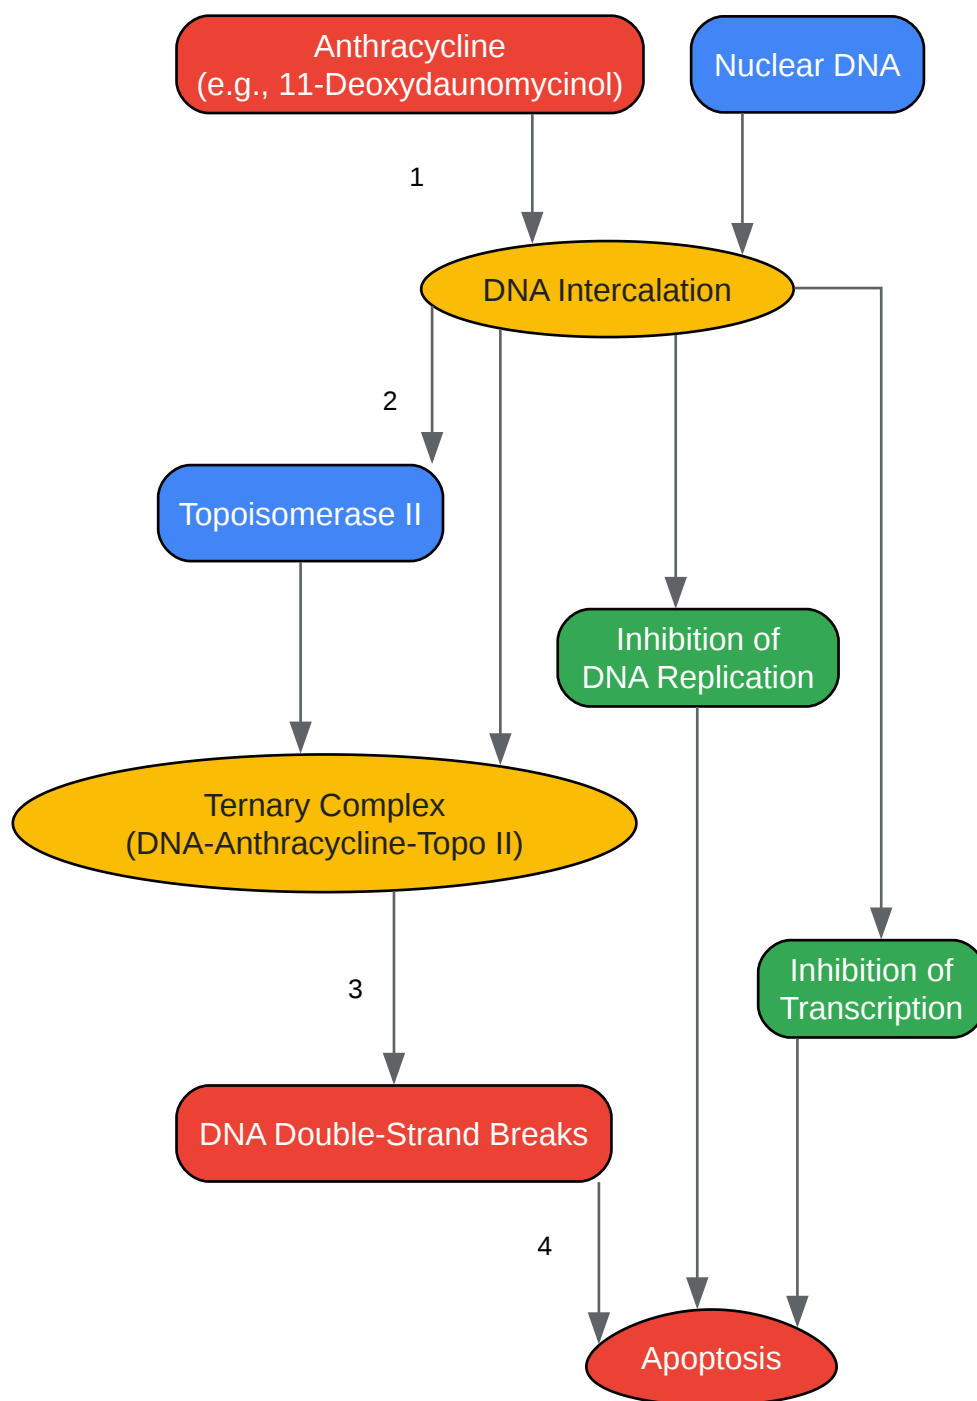 Anthracycline
(e.g., 11-Deoxydaunomycinol)
Nuclear DNA
1
DNA Intercalation
2
Topoisomerase II
Inhibition of
DNA Replication
Ternary Complex
(DNA-Anthracycline-Topo II)
Inhibition of
Transcription
3
DNA Double-Strand Breaks
4
Apoptosis